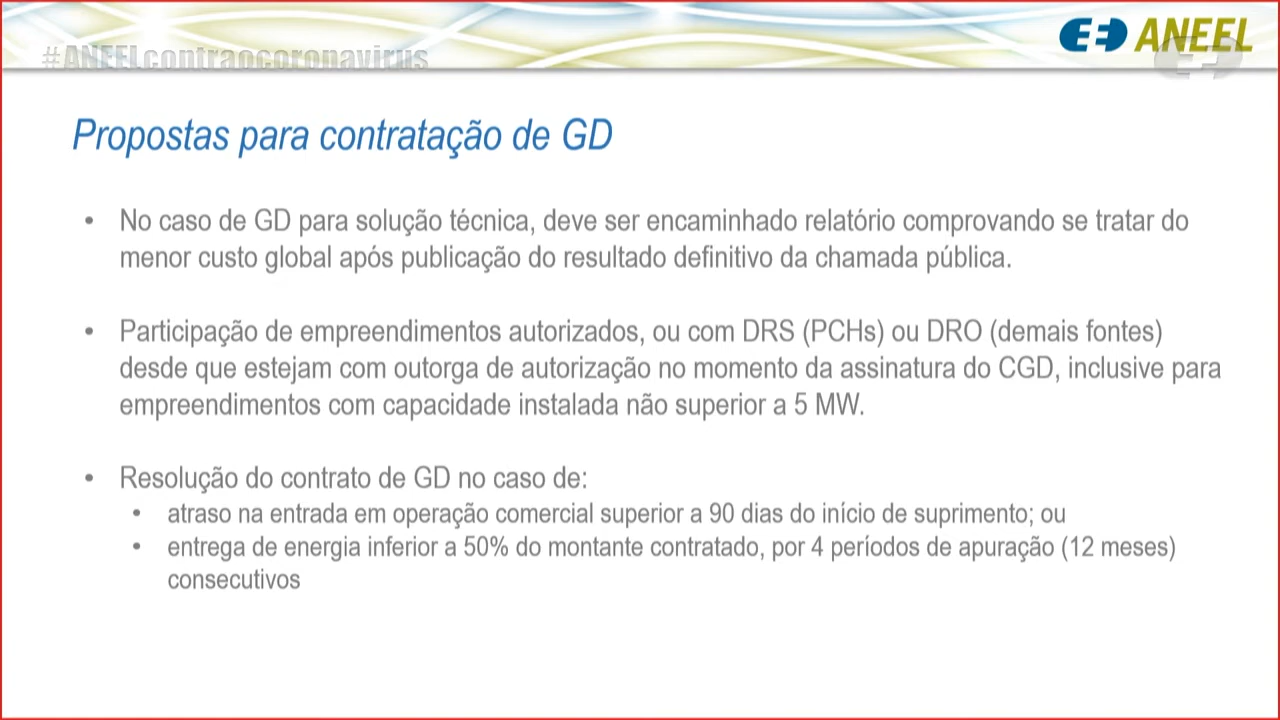 ANEEL
#ANEELcontraocoronavirus
Propostas para contratação de GD
• No caso de GD para solução técnica, deve ser encaminhado relatório comprovando se tratar do
menor custo global após publicação do resultado definitivo da chamada pública.
• Participação de empreendimentos autorizados, ou com DRS (PCHs) ou DRO (demais fontes)
desde que estejam com outorga de autorização no momento da assinatura do CGD, inclusive para
empreendimentos com capacidade instalada não superior a 5 MW.
• Resolução do contrato de GD no caso de:
• atraso na entrada em operação comercial superior a 90 dias do início de suprimento; ou
• entrega de energia inferior a 50% do montante contratado, por 4 períodos de apuração (12 meses)
consecutivos